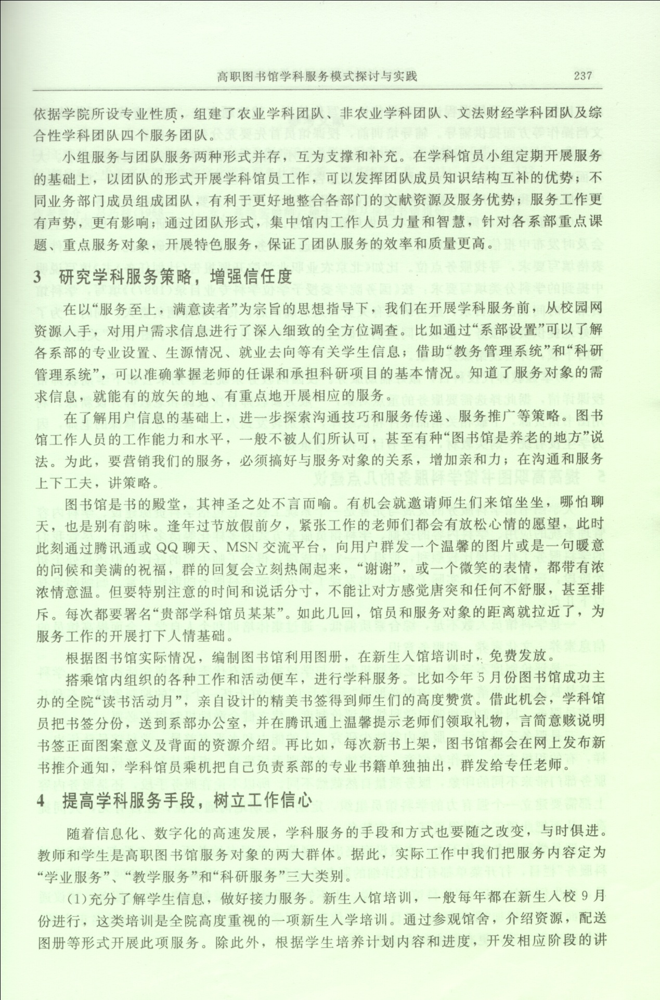 高职图书馆学科服务模式探讨与实践 237
依据学院所设专业性质，组建了农业学科团队、非农业学科团队、文法财经学科团队及综
合性学科团队四个服务团队。
小组服务与团队服务两种形式并存，互为支撑和补充。在学科馆员小组定期开展服务
的基础上，以团队的形式开展学科馆员工作，可以发挥团队成员知识结构互补的优势；不
同业务部门成员组成团队，有利于更好地整合各部门的文献资源及服务优势；服务工作更
有声势，更有影响；通过团队形式，集中馆内工作人员力量和智慧，针对各系部重点课
题、重点服务对象，开展特色服务，保证了团队服务的效率和质量更高。
3 研究学科服务策略，增强信任度
在以“服务至上，满意读者”为宗旨的思想指导下，我们在开展学科服务前，从校园网
资源入手，对用户需求信息进行了深入细致的全方位调查。比如通过“系部设置”可以了解
各系部的专业设置、生源情况、就业去向等有关学生信息；借助“教务管理系统”和“科研
管理系统”，可以准确掌握老师的任课和承担科研项目的基本情况。知道了服务对象的需
求信息，就能有的放矢的地、有重点地开展相应的服务。
在了解用户信息的基础上，进一步探索沟通技巧和服务传递、服务推广等策略。图书
馆工作人员的工作能力和水平，一般不被人们所认可，甚至有种“图书馆是养老的地方”说
法。为此，要营销我们的服务，必须搞好与服务对象的关系，增加亲和力；在沟通和服务
上下工夫，讲策略。
图书馆是书的殿堂，其神圣之处不言而喻。有机会就邀请师生们来馆坐坐，哪怕聊
天，也是别有韵味。逢年过节放假前夕，紧张工作的老师们都会有放松心情的愿望，此时
此刻通过腾讯通或 QQ 聊天、MSN 交流平台，向用户群发一个温馨的图片或是一句暖意
的问候和美满的祝福，群的回复会立刻热闹起来，“谢谢”，或一个微笑的表情，都带有浓
浓情意温。但要特别注意的时间和说话分寸，不能让对方感觉唐突和任何不舒服，甚至排
斥。每次都要署名“贵部学科馆员某某”。如此几回，馆员和服务对象的距离就拉近了，为
服务工作的开展打下人情基础。
根据图书馆实际情况，编制图书馆利用图册，在新生入馆培训时，免费发放。
搭乘馆内组织的各种工作和活动便车，进行学科服务。比如今年 5 月份图书馆成功主
办的全院“读书活动月”，亲自设计的精美书签得到师生们的高度赞赏。借此机会，学科馆
员把书签分份，送到系部办公室，并在腾讯通上温馨提示老师们领取礼物，言简意赅说明
书签正面图案意义及背面的资源介绍。再比如，每次新书上架，图书馆都会在网上发布新
书推介通知，学科馆员乘机把自己负责系部的专业书籍单独抽出，群发给专任老师。
4 提高学科服务手段，树立工作信心
随着信息化、数字化的高速发展，学科服务的手段和方式也要随之改变，与时俱进。
教师和学生是高职图书馆服务对象的两大群体。据此，实际工作中我们把服务内容定为
“学业服务”、“教学服务”和“科研服务”三大类别。
(1)充分了解学生信息，做好接力服务。新生入馆培训，一般每年都在新生入校 9 月
份进行，这类培训是全院高度重视的一项新生入学培训。通过参观馆舍，介绍资源，配送
图册等形式开展此项服务。除此外，根据学生培养计划内容和进度，开发相应阶段的讲